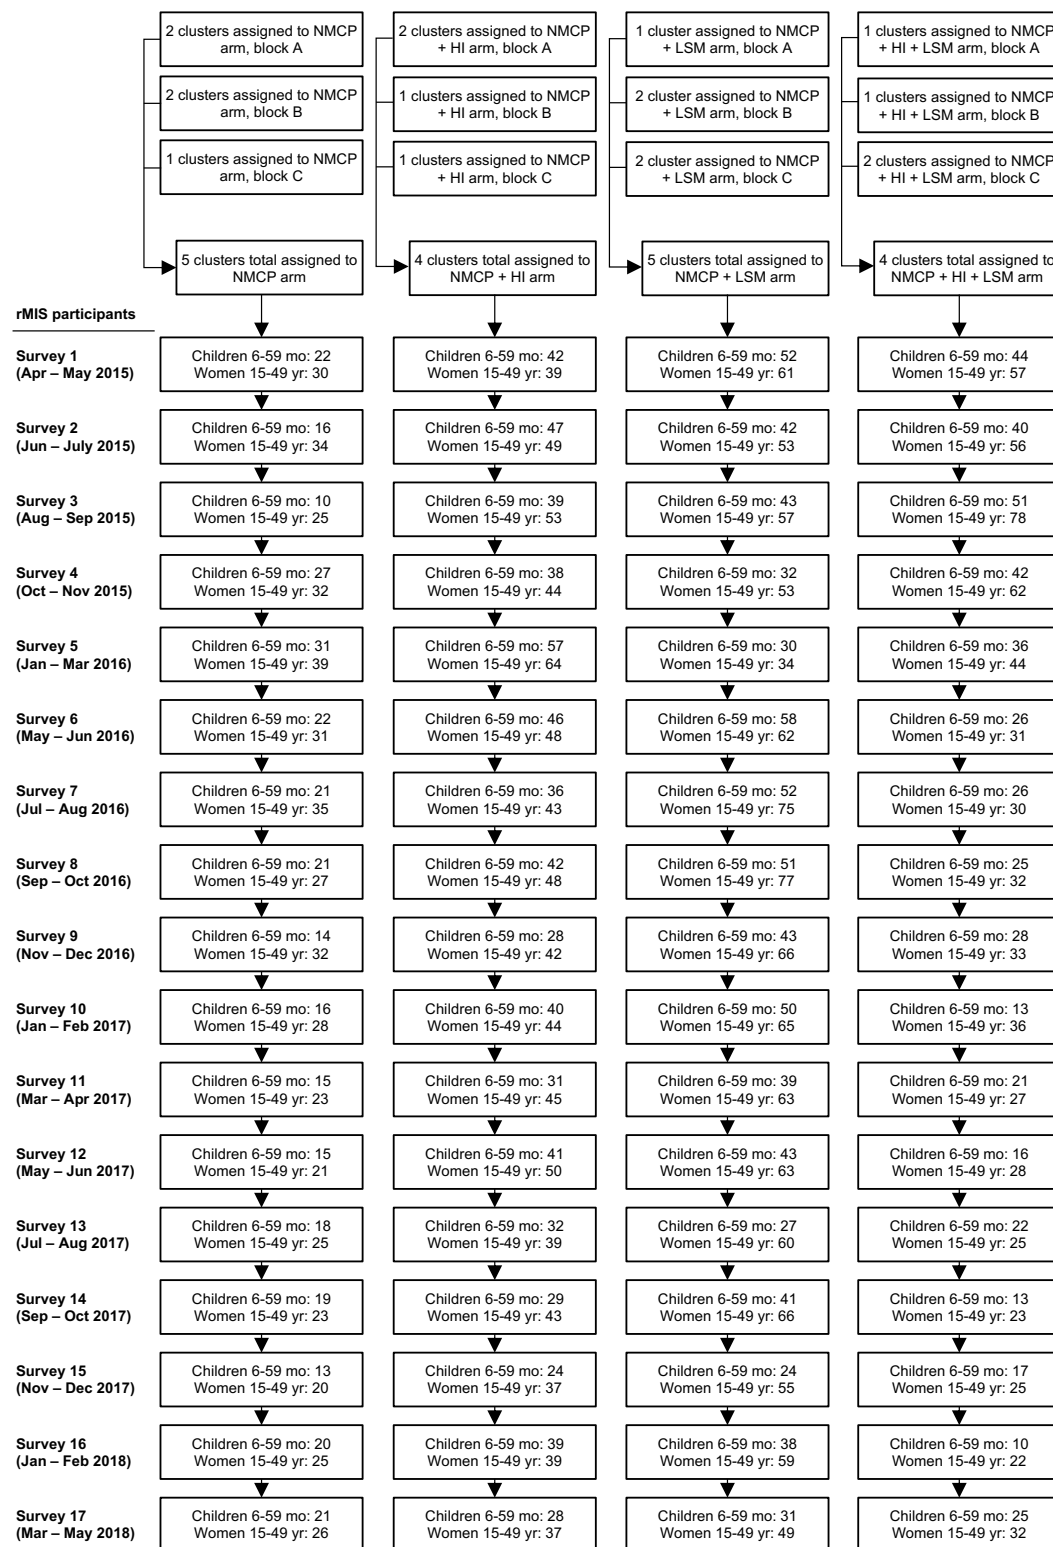 2 clusters assigned to NMCP
arm, block A
2 clusters assigned to NMCP
+ HI arm, block A
1 cluster assigned to NMCP
+ LSM arm, block A
1 clusters assigned to NMCP
+ HI + LSM arm, block A
2 clusters assigned to NMCP
arm, block B
1 clusters assigned to NMCP
+ HI arm, block B
2 cluster assigned to NMCP
+ LSM arm, block B
1 clusters assigned to NMCP
+ HI + LSM arm, block B
1 clusters assigned to NMCP
arm, block C
1 clusters assigned to NMCP
+ HI arm, block C
2 cluster assigned to NMCP
+ LSM arm, block C
2 clusters assigned to NMCP
+ HI + LSM arm, block C
5 clusters total assigned to
NMCP arm
4 clusters total assigned to
NMCP + HI arm
5 clusters total assigned to
NMCP + LSM arm
4 clusters total assigned to
NMCP + HI + LSM arm
rMIS participants
Survey 1
(Apr – May 2015)
Children 6-59 mo: 22
Women 15-49 yr: 30
Children 6-59 mo: 42
Women 15-49 yr: 39
Children 6-59 mo: 52
Women 15-49 yr: 61
Children 6-59 mo: 44
Women 15-49 yr: 57
Survey 2
(Jun – July 2015)
Children 6-59 mo: 16
Women 15-49 yr: 34
Children 6-59 mo: 47
Women 15-49 yr: 49
Children 6-59 mo: 42
Women 15-49 yr: 53
Children 6-59 mo: 40
Women 15-49 yr: 56
Survey 3
(Aug – Sep 2015)
Children 6-59 mo: 10
Women 15-49 yr: 25
Children 6-59 mo: 39
Women 15-49 yr: 53
Children 6-59 mo: 43
Women 15-49 yr: 57
Children 6-59 mo: 51
Women 15-49 yr: 78
Survey 4
(Oct – Nov 2015)
Children 6-59 mo: 27
Women 15-49 yr: 32
Children 6-59 mo: 38
Women 15-49 yr: 44
Children 6-59 mo: 32
Women 15-49 yr: 53
Children 6-59 mo: 42
Women 15-49 yr: 62
Survey 5
(Jan – Mar 2016)
Children 6-59 mo: 31
Women 15-49 yr: 39
Children 6-59 mo: 57
Women 15-49 yr: 64
Children 6-59 mo: 30
Women 15-49 yr: 34
Children 6-59 mo: 36
Women 15-49 yr: 44
Survey 6
(May – Jun 2016)
Children 6-59 mo: 22
Women 15-49 yr: 31
Children 6-59 mo: 46
Women 15-49 yr: 48
Children 6-59 mo: 58
Women 15-49 yr: 62
Children 6-59 mo: 26
Women 15-49 yr: 31
Survey 7
(Jul – Aug 2016)
Children 6-59 mo: 21
Women 15-49 yr: 35
Children 6-59 mo: 36
Women 15-49 yr: 43
Children 6-59 mo: 52
Women 15-49 yr: 75
Children 6-59 mo: 26
Women 15-49 yr: 30
Survey 8
(Sep – Oct 2016)
Children 6-59 mo: 21
Women 15-49 yr: 27
Children 6-59 mo: 42
Women 15-49 yr: 48
Children 6-59 mo: 51
Women 15-49 yr: 77
Children 6-59 mo: 25
Women 15-49 yr: 32
Survey 9
(Nov – Dec 2016)
Children 6-59 mo: 14
Women 15-49 yr: 32
Children 6-59 mo: 28
Women 15-49 yr: 42
Children 6-59 mo: 43
Women 15-49 yr: 66
Children 6-59 mo: 28
Women 15-49 yr: 33
Survey 10
(Jan – Feb 2017)
Children 6-59 mo: 16
Women 15-49 yr: 28
Children 6-59 mo: 40
Women 15-49 yr: 44
Children 6-59 mo: 50
Women 15-49 yr: 65
Children 6-59 mo: 13
Women 15-49 yr: 36
Survey 11
(Mar – Apr 2017)
Children 6-59 mo: 15
Women 15-49 yr: 23
Children 6-59 mo: 31
Women 15-49 yr: 45
Children 6-59 mo: 39
Women 15-49 yr: 63
Children 6-59 mo: 21
Women 15-49 yr: 27
Survey 12
(May – Jun 2017)
Children 6-59 mo: 15
Women 15-49 yr: 21
Children 6-59 mo: 41
Women 15-49 yr: 50
Children 6-59 mo: 43
Women 15-49 yr: 63
Children 6-59 mo: 16
Women 15-49 yr: 28
Survey 13
(Jul – Aug 2017)
Children 6-59 mo: 18
Women 15-49 yr: 25
Children 6-59 mo: 32
Women 15-49 yr: 39
Children 6-59 mo: 27
Women 15-49 yr: 60
Children 6-59 mo: 22
Women 15-49 yr: 25
Survey 14
(Sep – Oct 2017)
Children 6-59 mo: 19
Women 15-49 yr: 23
Children 6-59 mo: 29
Women 15-49 yr: 43
Children 6-59 mo: 41
Women 15-49 yr: 66
Children 6-59 mo: 13
Women 15-49 yr: 23
Survey 15
(Nov – Dec 2017)
Children 6-59 mo: 13
Women 15-49 yr: 20
Children 6-59 mo: 24
Women 15-49 yr: 37
Children 6-59 mo: 24
Women 15-49 yr: 55
Children 6-59 mo: 17
Women 15-49 yr: 25
Survey 16
(Jan – Feb 2018)
Children 6-59 mo: 20
Women 15-49 yr: 25
Children 6-59 mo: 39
Women 15-49 yr: 39
Children 6-59 mo: 38
Women 15-49 yr: 59
Children 6-59 mo: 10
Women 15-49 yr: 22
Survey 17
(Mar – May 2018)
Children 6-59 mo: 21
Women 15-49 yr: 26
Children 6-59 mo: 28
Women 15-49 yr: 37
Children 6-59 mo: 31
Women 15-49 yr: 49
Children 6-59 mo: 25
Women 15-49 yr: 32